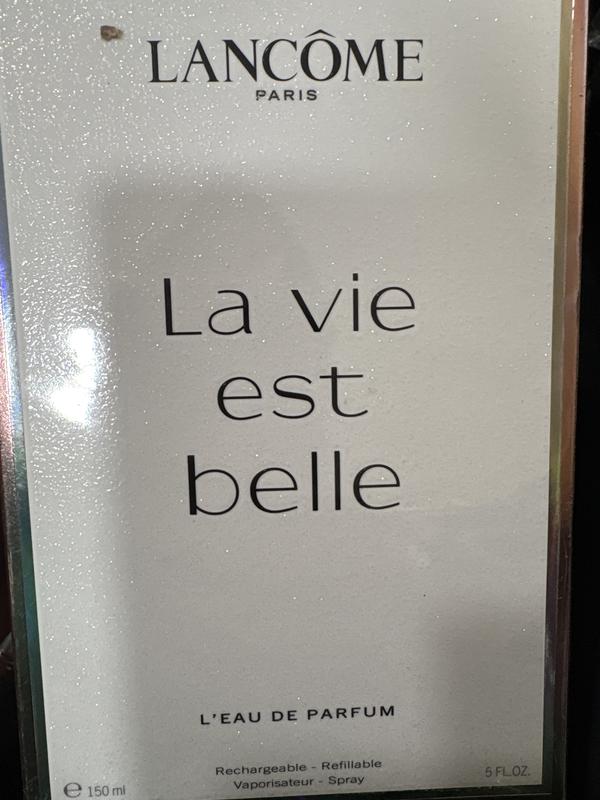 LANCÔME
PARIS
La vie
est
belle
L'EAU DE PARFUM
Rechargeable - Refillable
Vaporisateur - Spray
℮ 150 ml
5 FL.OZ.